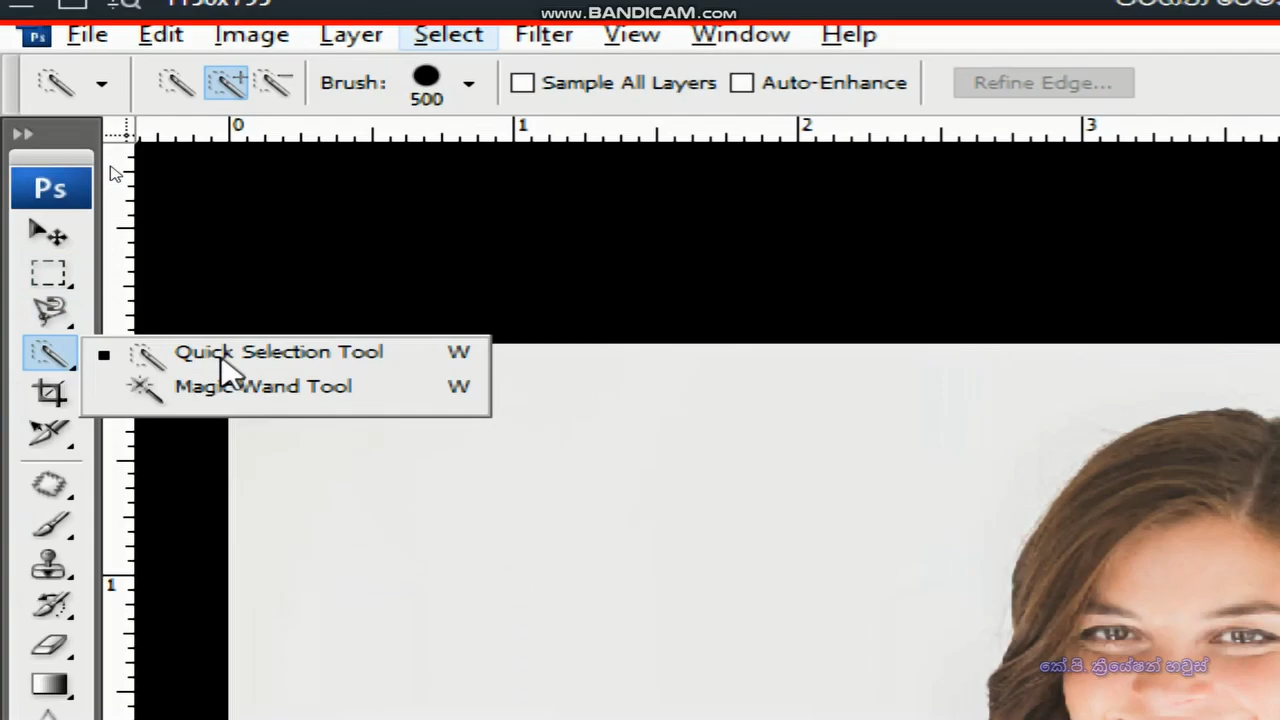 www.BANDICAM.com
Ps File Edit Image Layer Select Filter View Window Help
Brush: 500 Sample All Layers Auto-Enhance Refine Edge...
0 1 2 3
Ps
Quick Selection Tool W
Magic Wand Tool W
1
කේ.පී. ක්‍රියේෂන් හවුස්